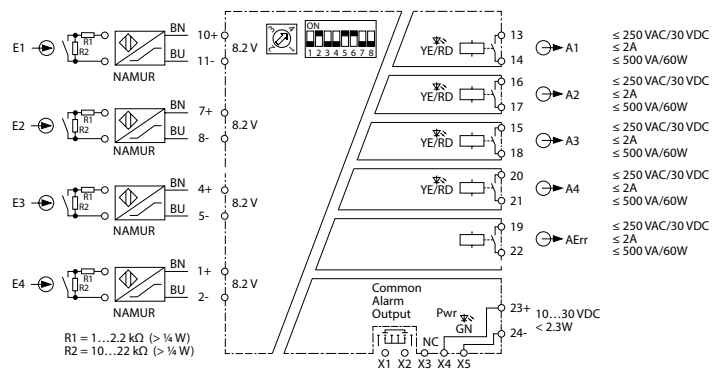 E1
R1
R2
NAMUR
BN
BU
10+
11-
8.2 V
E2
R1
R2
NAMUR
BN
BU
7+
8-
8.2 V
E3
R1
R2
NAMUR
BN
BU
4+
5-
8.2 V
E4
R1
R2
NAMUR
BN
BU
1+
2-
8.2 V
R1 = 1…2.2 kΩ (> ¼ W)
R2 = 10…22 kΩ (> ¼ W)
ON
1 2 3 4 5 6 7 8
YE/RD
13
14
A1
≤ 250 VAC/30 VDC
≤ 2A
≤ 500 VA/60W
YE/RD
16
17
A2
≤ 250 VAC/30 VDC
≤ 2A
≤ 500 VA/60W
YE/RD
15
18
A3
≤ 250 VAC/30 VDC
≤ 2A
≤ 500 VA/60W
YE/RD
20
21
A4
≤ 250 VAC/30 VDC
≤ 2A
≤ 500 VA/60W
19
22
AErr
≤ 250 VAC/30 VDC
≤ 2A
≤ 500 VA/60W
Common
Alarm
Output
Pwr
GN
NC
23+
24-
10…30 VDC
< 2.3W
X1 X2 X3 X4 X5